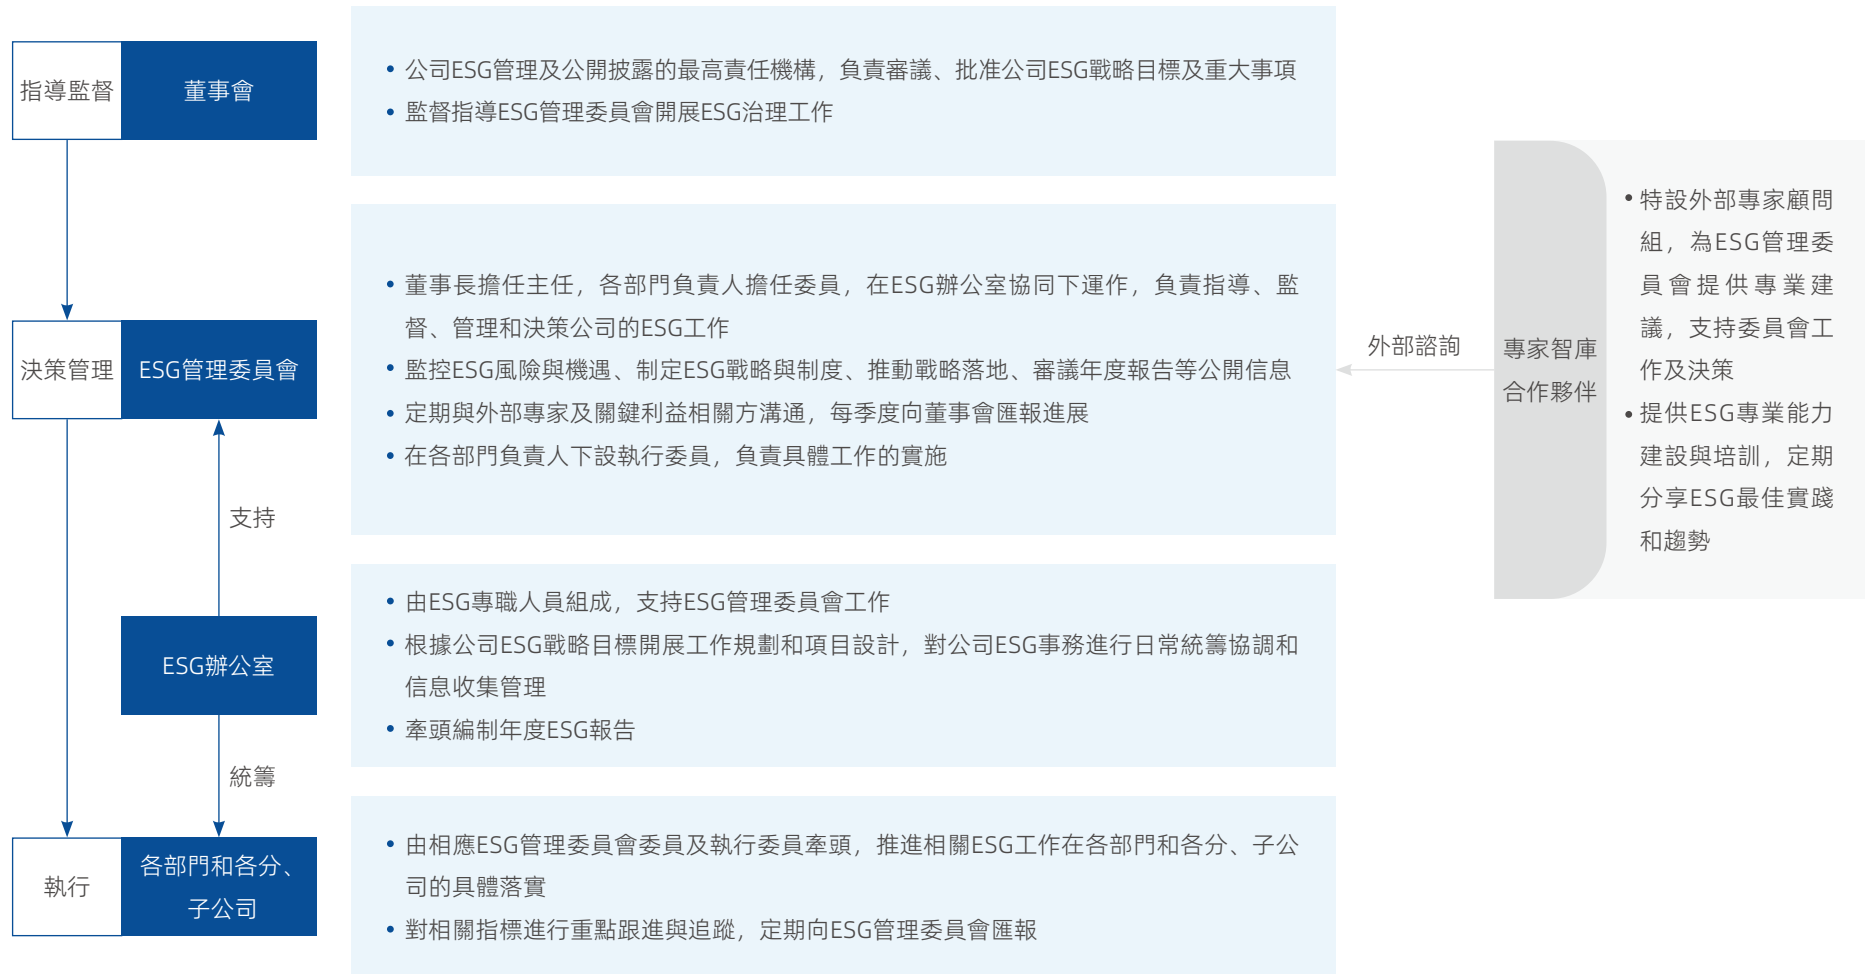 指導監督
董事會
• 公司ESG管理及公開披露的最高責任機構，負責審議、批准公司ESG戰略目標及重大事項
• 監督指導ESG管理委員會開展ESG治理工作
決策管理
ESG管理委員會
• 董事長擔任主任，各部門負責人擔任委員，在ESG辦公室協同下運作，負責指導、監
督、管理和決策公司的ESG工作
• 監控ESG風險與機遇、制定ESG戰略與制度、推動戰略落地、審議年度報告等公開信息
• 定期與外部專家及關鍵利益相關方溝通，每季度向董事會匯報進展
• 在各部門負責人下設執行委員，負責具體工作的實施
外部諮詢
專家智庫
合作夥伴
• 特設外部專家顧問
組，為ESG管理委
員會提供專業建
議，支持委員會工
作及決策
• 提供ESG專業能力
建設與培訓，定期
分享ESG最佳實踐
和趨勢
支持
ESG辦公室
• 由ESG專職人員組成，支持ESG管理委員會工作
• 根據公司ESG戰略目標開展工作規劃和項目設計，對公司ESG事務進行日常統籌協調和
信息收集管理
• 牽頭編制年度ESG報告
統籌
執行
各部門和各分、
子公司
• 由相應ESG管理委員會委員及執行委員牽頭，推進相關ESG工作在各部門和各分、子公
司的具體落實
• 對相關指標進行重點跟進與追蹤，定期向ESG管理委員會匯報